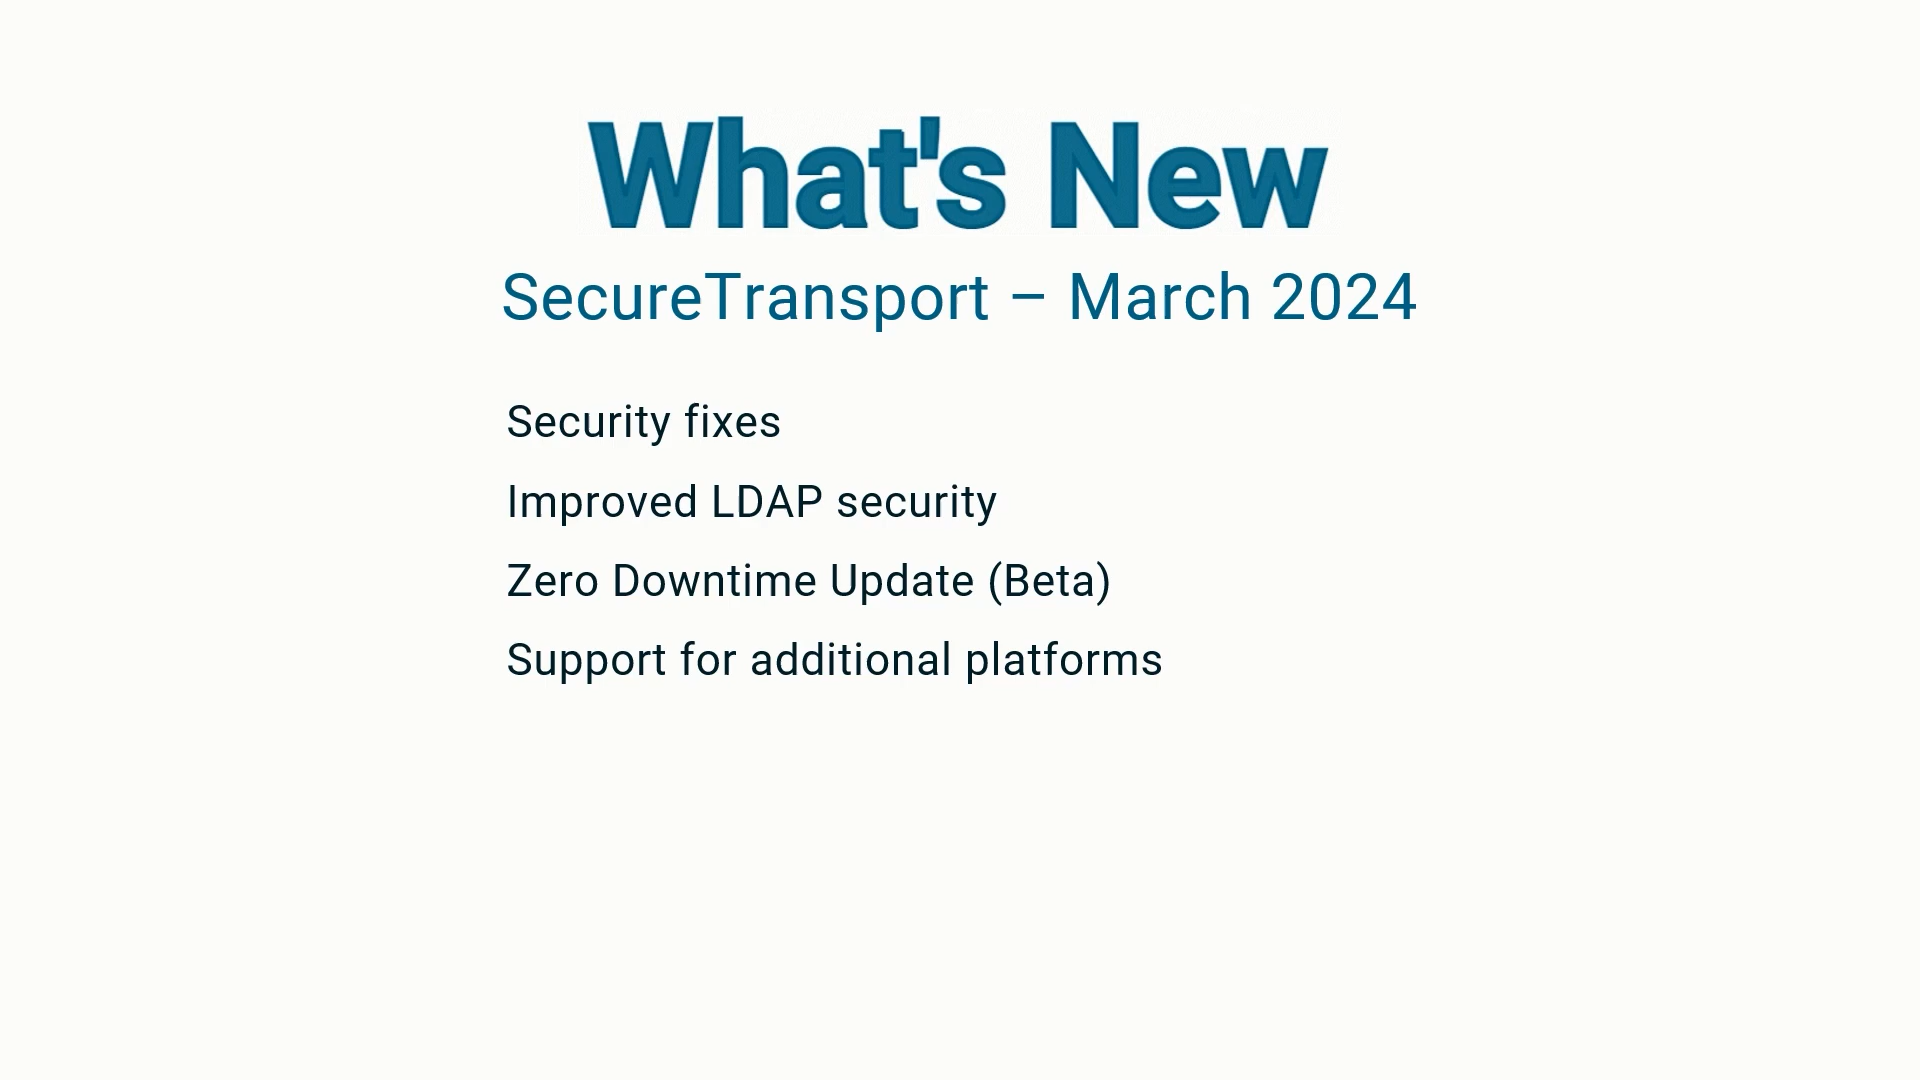 What's New
SecureTransport – March 2024
Security fixes
Improved LDAP security
Zero Downtime Update (Beta)
Support for additional platforms